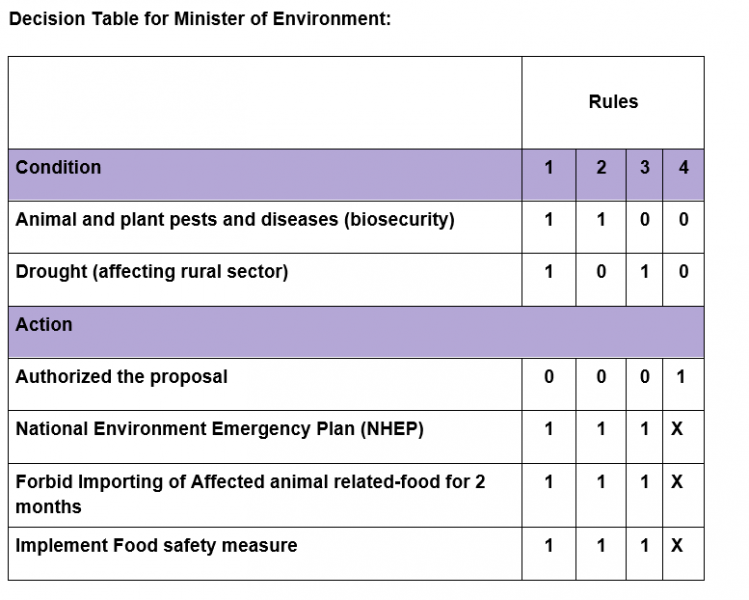 Decision Table for Minister of Environment:
Rules
Condition 1 2 3 4
Animal and plant pests and diseases (biosecurity) 1 1 0 0
Drought (affecting rural sector) 1 0 1 0
Action
Authorized the proposal 0 0 0 1
National Environment Emergency Plan (NHEP) 1 1 1 X
Forbid Importing of Affected animal related-food for 2 1 1 1 X
months
Implement Food safety measure 1 1 1 X